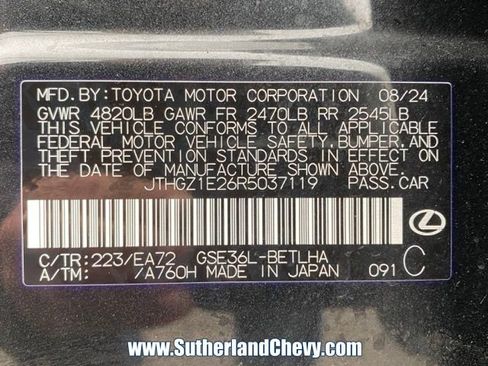 MFD. BY: TOYOTA MOTOR CORPORATION 08/24
GVWR 4820LB GAWR FR 2470LB RR 2545LB
THIS VEHICLE CONFORMS TO ALL APPLICABLE
FEDERAL MOTOR VEHICLE SAFETY, BUMPER, AND
THEFT PREVENTION STANDARDS IN EFFECT ON
THE DATE OF MANUFACTURE SHOWN ABOVE.
JTHGZ1E26R5037119 PASS. CAR
C/TR: 223/EA72 GSE36L-BETLHA
A/TM: /A760H MADE IN JAPAN 091 C
www.SutherlandChevy.com